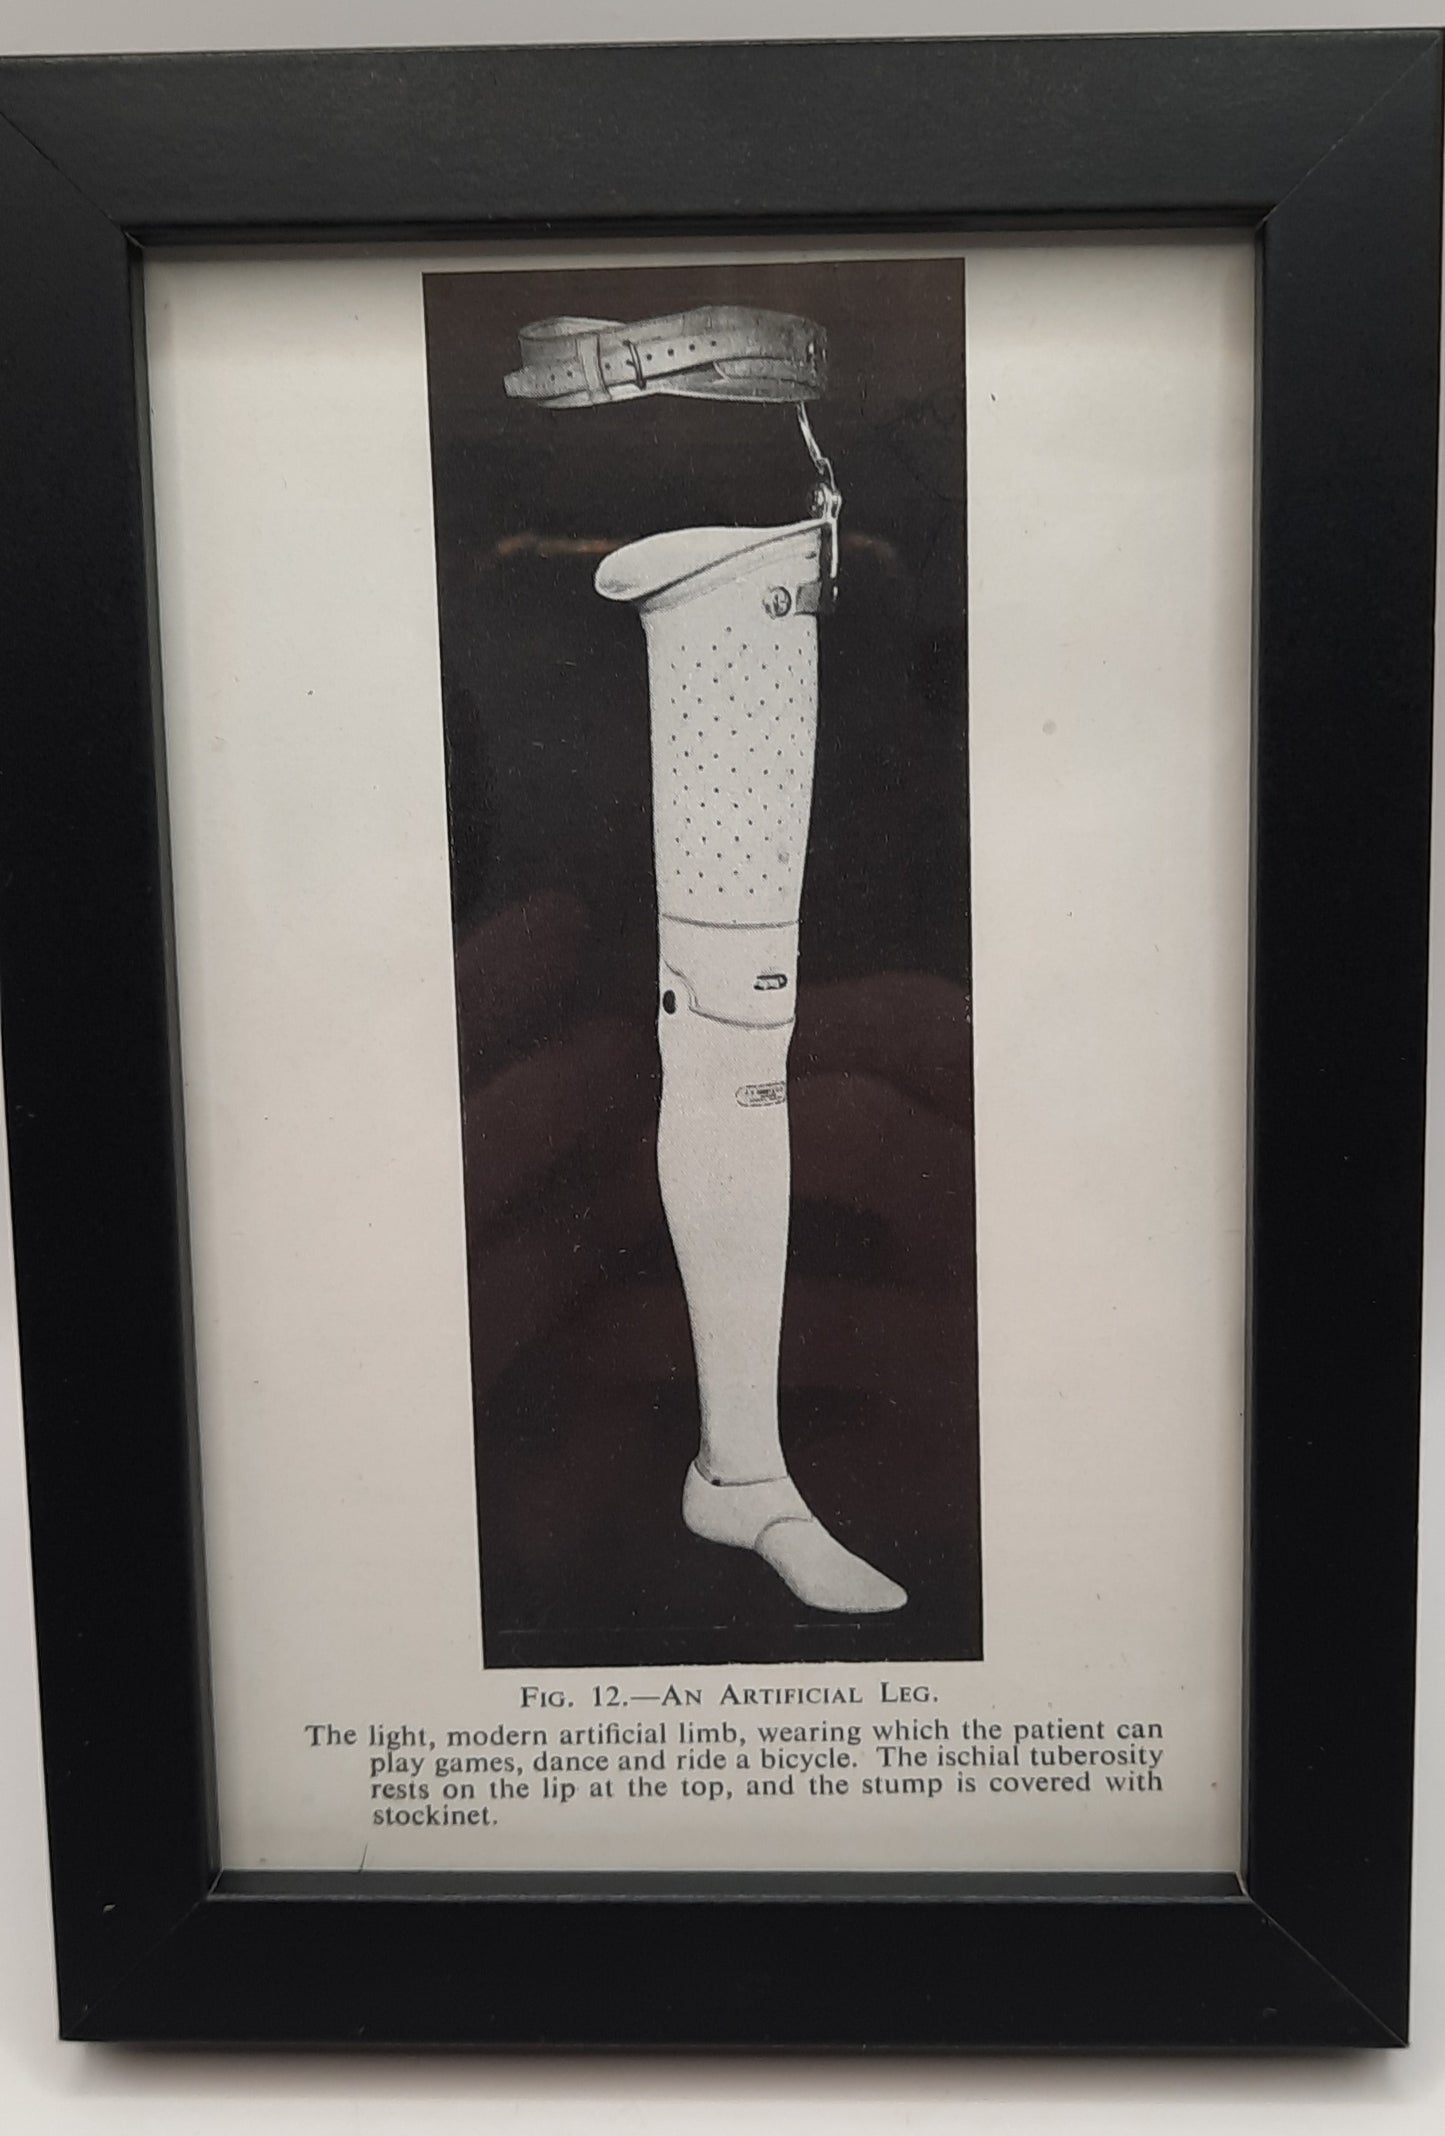 Fig. 12.—An Artificial Leg.
The light, modern artificial limb, wearing which the patient can
play games, dance and ride a bicycle. The ischial tuberosity
rests on the lip at the top, and the stump is covered with
stockinet.